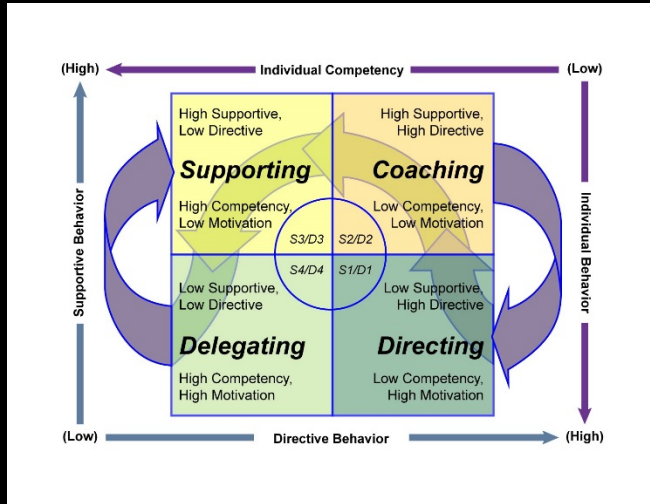 (High)
Individual Competency
(Low)
High Supportive,
Low Directive
Supporting
High Competency,
Low Motivation
S3/D3
High Supportive,
High Directive
Coaching
Low Competency,
Low Motivation
S2/D2
Supportive Behavior
Individual Behavior
S4/D4
Low Supportive,
Low Directive
Delegating
High Competency,
High Motivation
S1/D1
Low Supportive,
High Directive
Directing
Low Competency,
High Motivation
(Low)
Directive Behavior
(High)